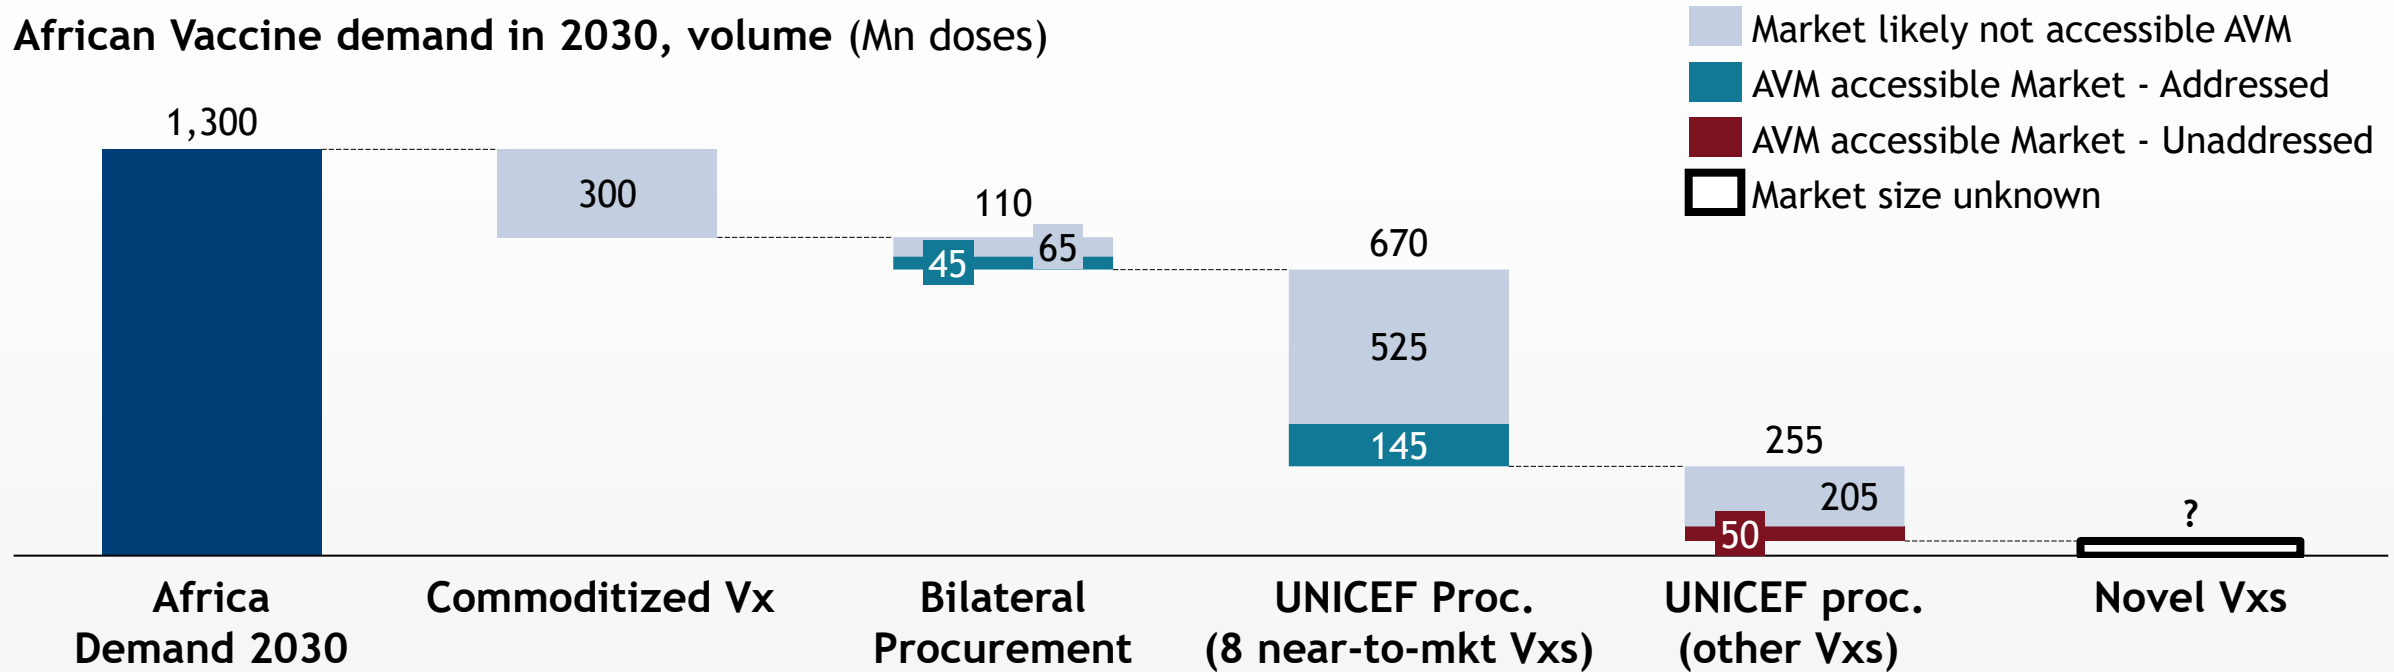 African Vaccine demand in 2030, volume (Mn doses)
Market likely not accessible AVM
AVM accessible Market - Addressed
AVM accessible Market - Unaddressed
Market size unknown
1,300
300
110
65
45
670
525
145
255
205
50
?
Africa
Demand 2030
Commoditized Vx
Bilateral
Procurement
UNICEF Proc.
(8 near-to-mkt Vxs)
UNICEF proc.
(other Vxs)
Novel Vxs